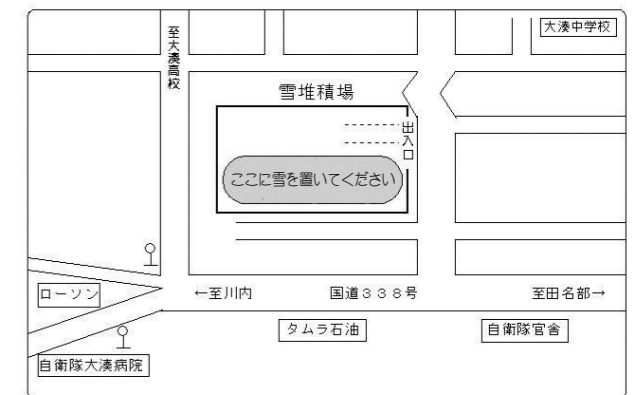 大湊中学校
至大湊高校
雪堆積場
出入口
ここに雪を置いてください
ローソン
←至川内
国道３３８号
至田名部→
タムラ石油
自衛隊官舎
自衛隊大湊病院